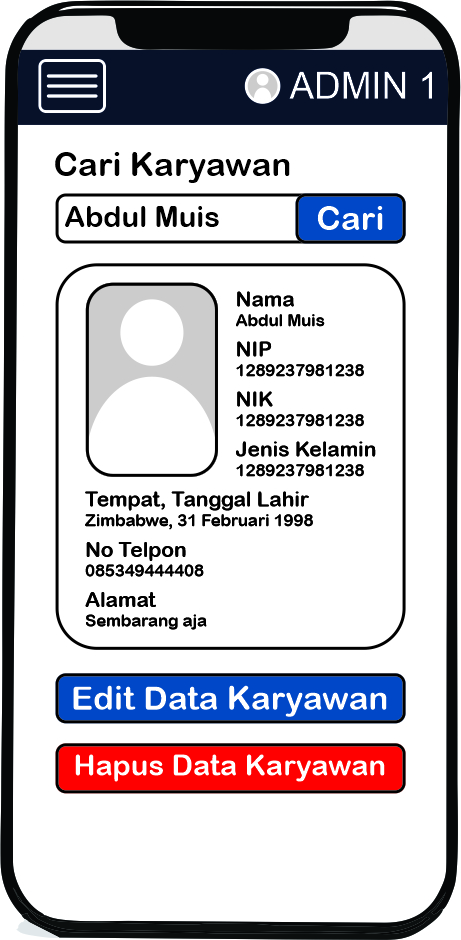 ADMIN 1
Cari Karyawan
Abdul Muis
Cari
Nama
Abdul Muis
NIP
1289237981238
NIK
1289237981238
Jenis Kelamin
1289237981238
Tempat, Tanggal Lahir
Zimbabwe, 31 Februari 1998
No Telpon
085349444408
Alamat
Sembarang aja
Edit Data Karyawan
Hapus Data Karyawan